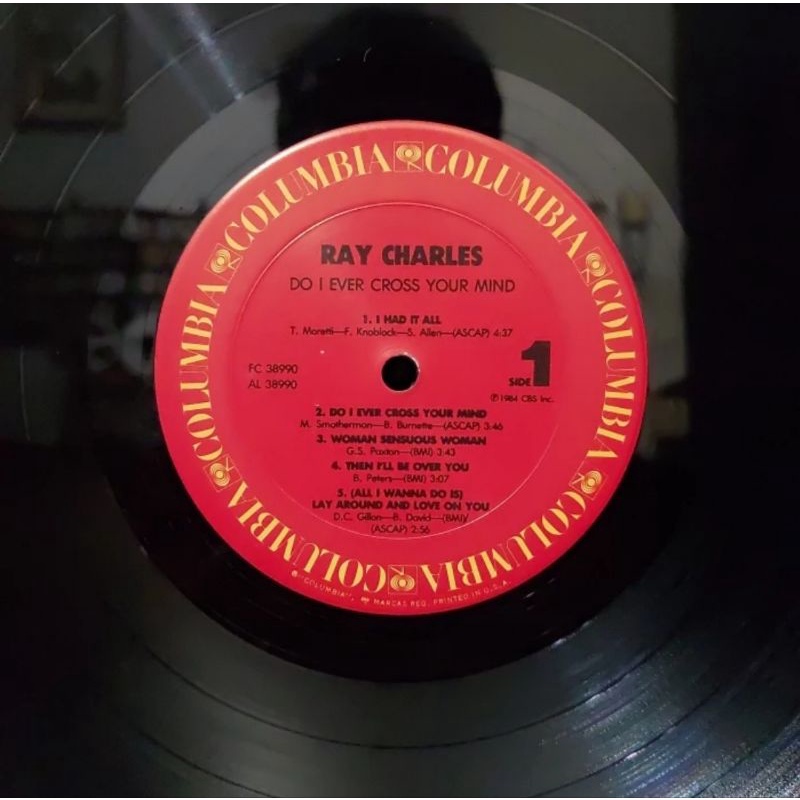 COLUMBIA COLUMBIA COLUMBIA COLUMBIA COLUMBIA COLUMBIA COLUMBIA COLUMBIA
RAY CHARLES
DO I EVER CROSS YOUR MIND
1. I HAD IT ALL
T. Moretti—F. Knoblock—S. Allen—(ASCAP) 4:37
FC 38990
AL 38990
SIDE 1
℗1984 CBS Inc.
2. DO I EVER CROSS YOUR MIND
M. Smotherman—B. Burnette—(ASCAP) 3:46
3. WOMAN SENSUOUS WOMAN
G.S. Paxton—(BMI) 3:43
4. THEN I'LL BE OVER YOU
B. Peters—(BMI) 3:07
5. (ALL I WANNA DO IS)
LAY AROUND AND LOVE ON YOU
D.C. Gillon—B. David—(BMI)/
(ASCAP) 2:56
"COLUMBIA", MARCAS REG. PRINTED IN U.S.A.